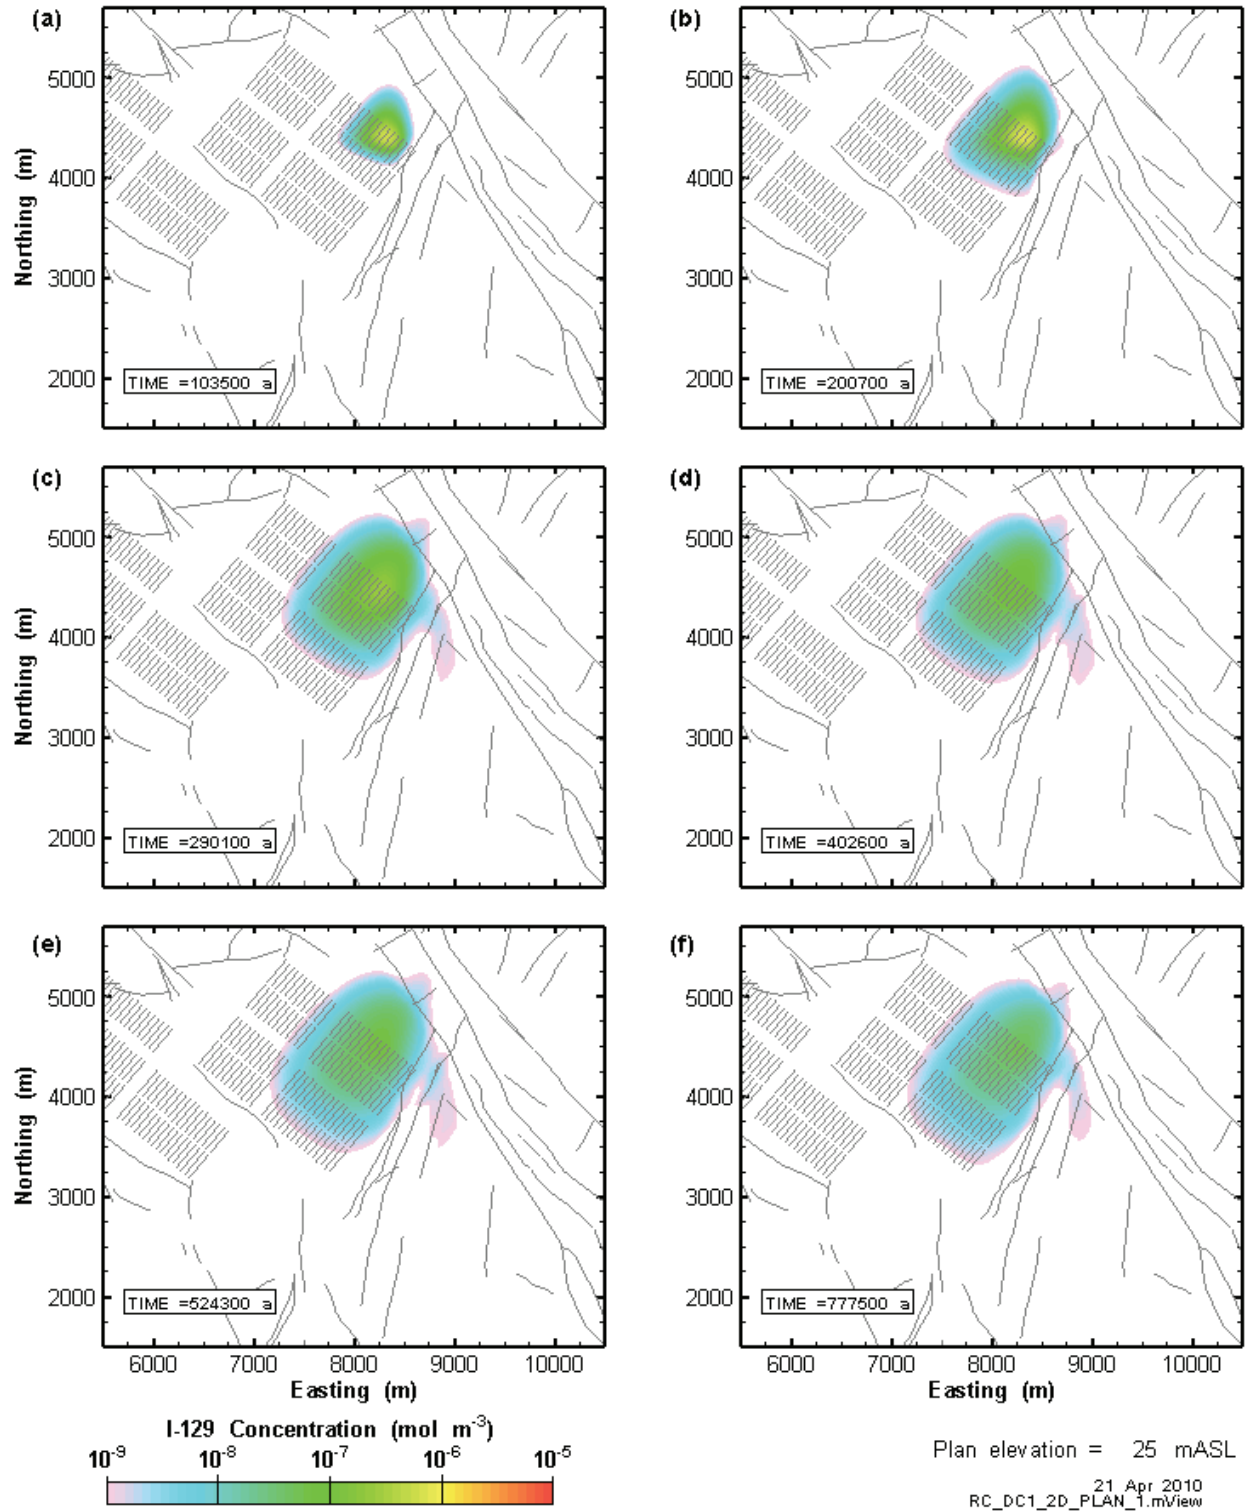 (a)
(b)
5000
4000
3000
2000
Northing (m)
TIME =103500 a
5000
4000
3000
2000
TIME =200700 a
(c)
(d)
5000
4000
3000
2000
Northing (m)
TIME =290100 a
5000
4000
3000
2000
TIME =402600 a
(e)
(f)
5000
4000
3000
2000
Northing (m)
TIME =524300 a
5000
4000
3000
2000
TIME =777500 a
6000 7000 8000 9000 10000
Easting (m)
6000 7000 8000 9000 10000
Easting (m)
I-129 Concentration (mol m-3)
10-9 10-8 10-7 10-6 10-5
Plan elevation = 25 mASL
21 Apr 2010
RC_DC1_2D_PLAN_1.mView